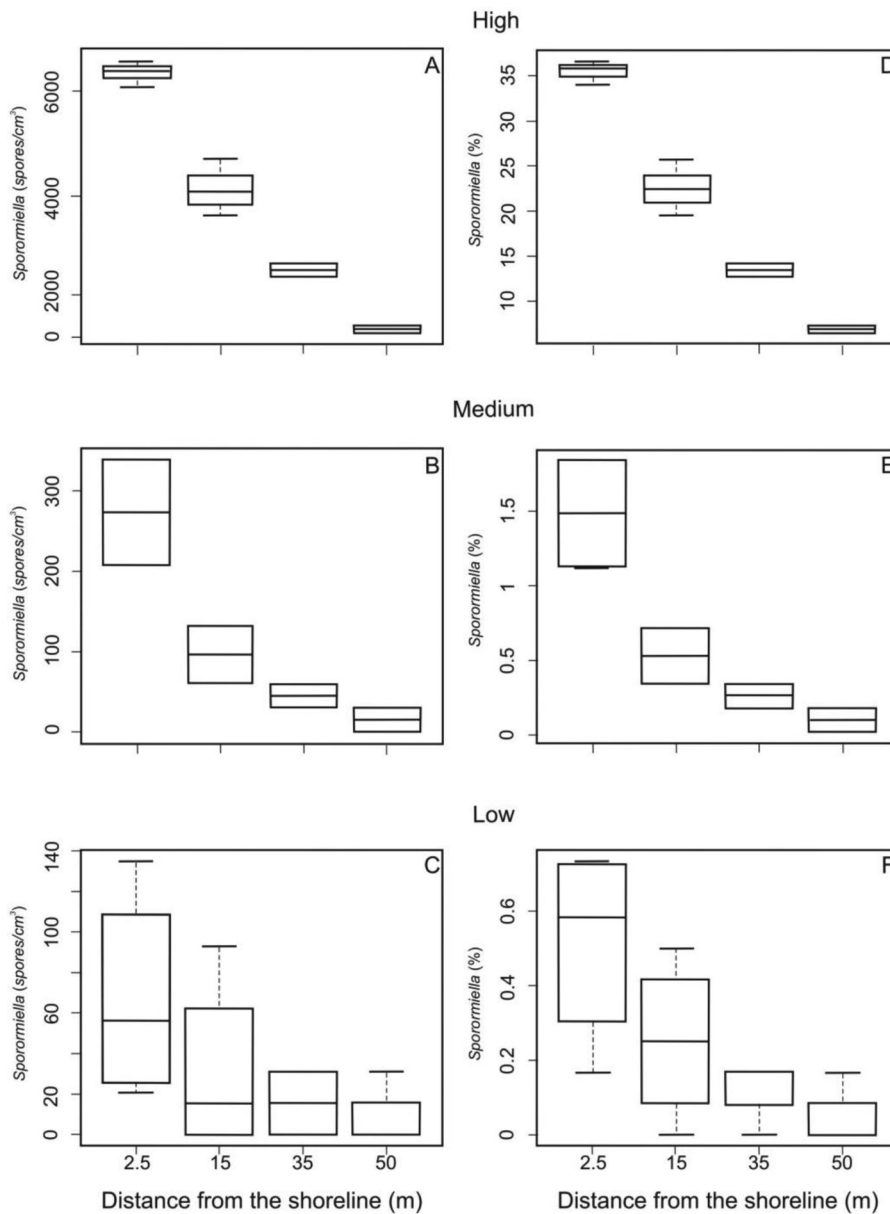 High
A
Sporormiella (spores/cm³)
6000
4000
2000
0
D
Sporormiella (%)
35
30
25
20
15
10
Medium
B
Sporormiella (spores/cm³)
300
200
100
0
E
Sporormiella (%)
1.5
1
0.5
0
Low
C
Sporormiella (spores/cm³)
140
100
60
20
0
2.5 15 35 50
Distance from the shoreline (m)
F
Sporormiella (%)
0.6
0.4
0.2
0
2.5 15 35 50
Distance from the shoreline (m)